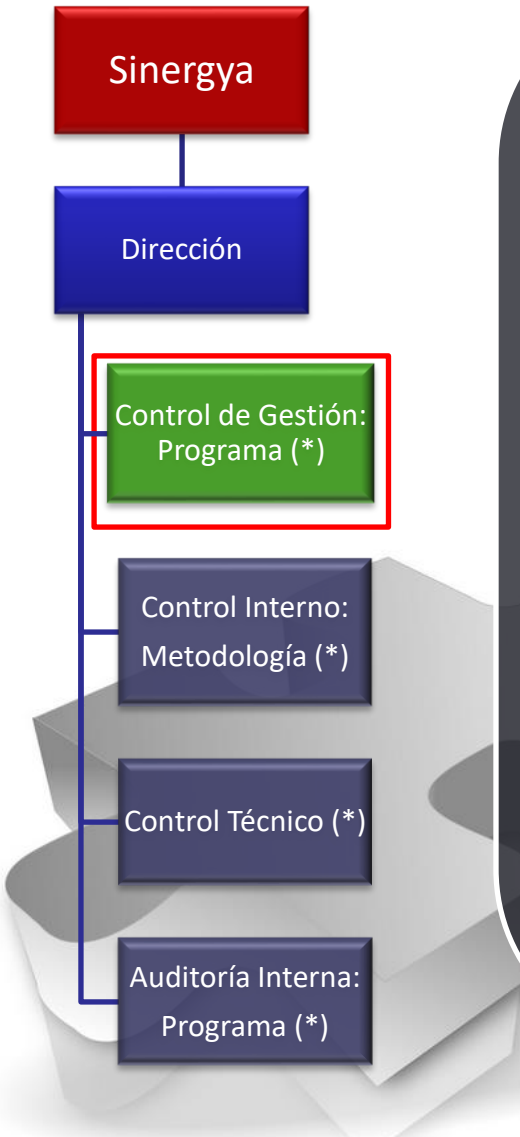 Sinergya
Dirección
Control de Gestión:
Programa (*)
Control Interno:
Metodología (*)
Control Técnico (*)
Auditoría Interna:
Programa (*)